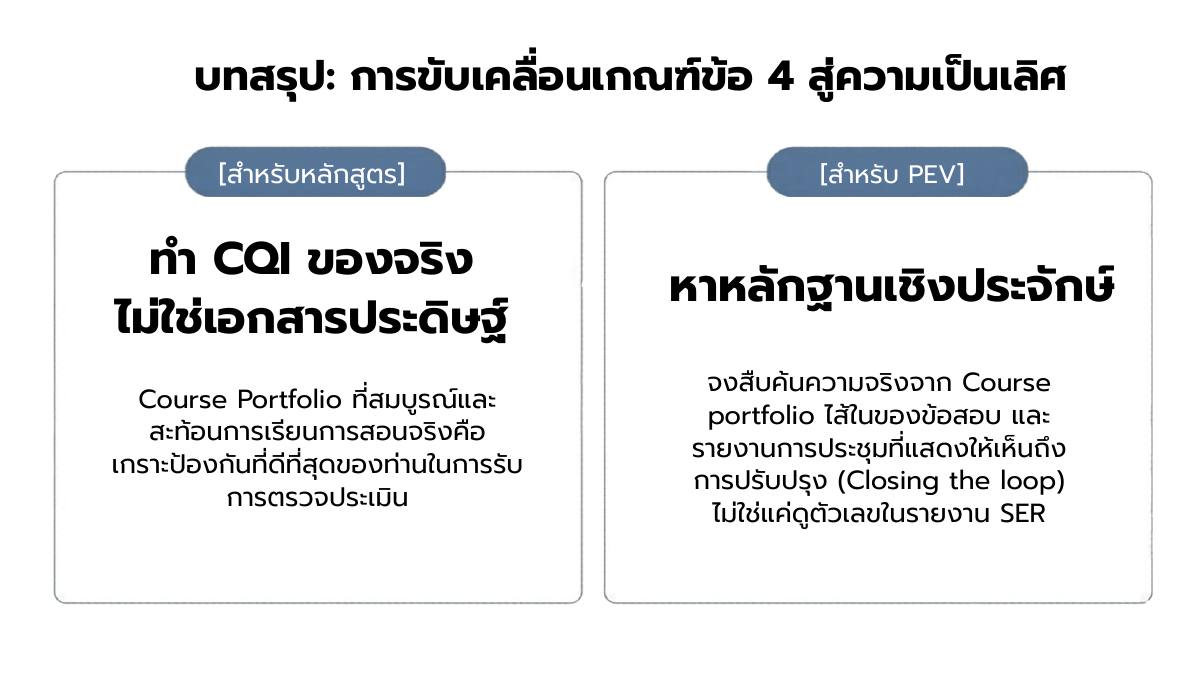 บทสรุป: การขับเคลื่อนเกณฑ์ข้อ 4 สู่ความเป็นเลิศ
[สำหรับหลักสูตร]
ทำ CQI ของจริง
ไม่ใช่เอกสารประดิษฐ์
Course Portfolio ที่สมบูรณ์และ
สะท้อนการเรียนการสอนจริงคือ
เกราะป้องกันที่ดีที่สุดของท่านในการรับ
การตรวจประเมิน
[สำหรับ PEV]
หาหลักฐานเชิงประจักษ์
จงสืบค้นความจริงจาก Course
portfolio ไส้ในของข้อสอบ และ
รายงานการประชุมที่แสดงให้เห็นถึง
การปรับปรุง (Closing the loop)
ไม่ใช่แค่ดูตัวเลขในรายงาน SER